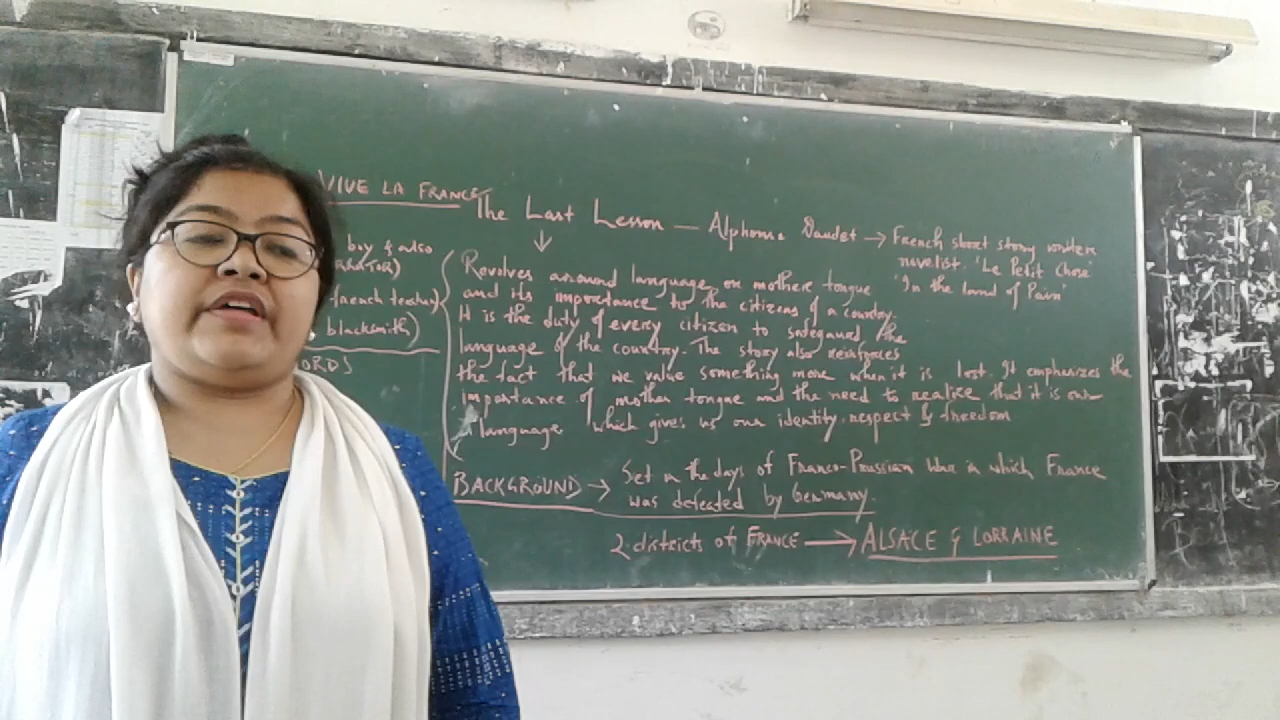 VIVE LA FRANCE
The Last Lesson — Alphonse Daudet → French short story writer
novelist. 'Le Petit Chose'
'In the land of Pain'
boy & also
(french teacher)
blacksmith)
ORDS
Revolves around language or mother tongue
and its importance to the citizens of a country.
It is the duty of every citizen to safeguard the
language of the country. The story also reinforces
the fact that we value something more when it is lost. It emphasizes the
importance of mother tongue and the need to realize that it is our
language which gives us our identity, respect & freedom
BACKGROUND → Set in the days of Franco-Prussian War in which France
was defeated by Germany.
2 districts of FRANCE → ALSACE & LORRAINE